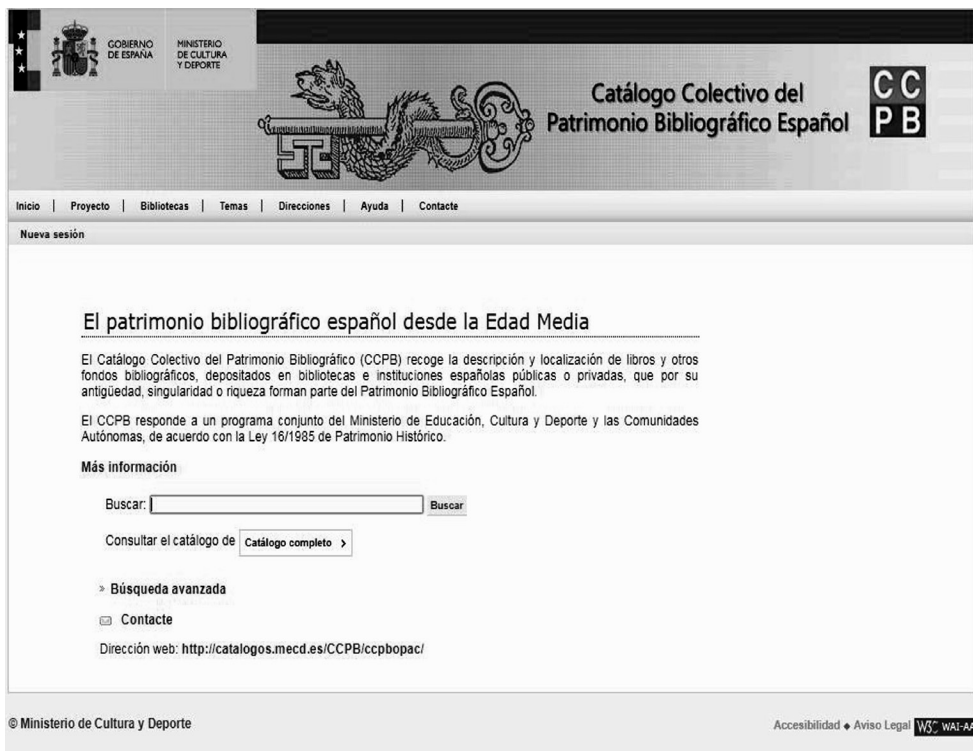 GOBIERNO
DE ESPAÑA
MINISTERIO
DE CULTURA
Y DEPORTE
Catálogo Colectivo del
Patrimonio Bibliográfico Español
CC
PB
Inicio | Proyecto | Bibliotecas | Temas | Direcciones | Ayuda | Contacte
Nueva sesión
El patrimonio bibliográfico español desde la Edad Media
El Catálogo Colectivo del Patrimonio Bibliográfico (CCPB) recoge la descripción y localización de libros y otros
fondos bibliográficos, depositados en bibliotecas e instituciones españolas públicas o privadas, que por su
antigüedad, singularidad o riqueza forman parte del Patrimonio Bibliográfico Español.
El CCPB responde a un programa conjunto del Ministerio de Educación, Cultura y Deporte y las Comunidades
Autónomas, de acuerdo con la Ley 16/1985 de Patrimonio Histórico.
Más información
Buscar: Buscar
Consultar el catálogo de Catálogo completo >
» Búsqueda avanzada
Contacte
Dirección web: http://catalogos.mecd.es/CCPB/ccpbopac/
© Ministerio de Cultura y Deporte
Accesibilidad ♦ Aviso Legal W3C WAI-AA